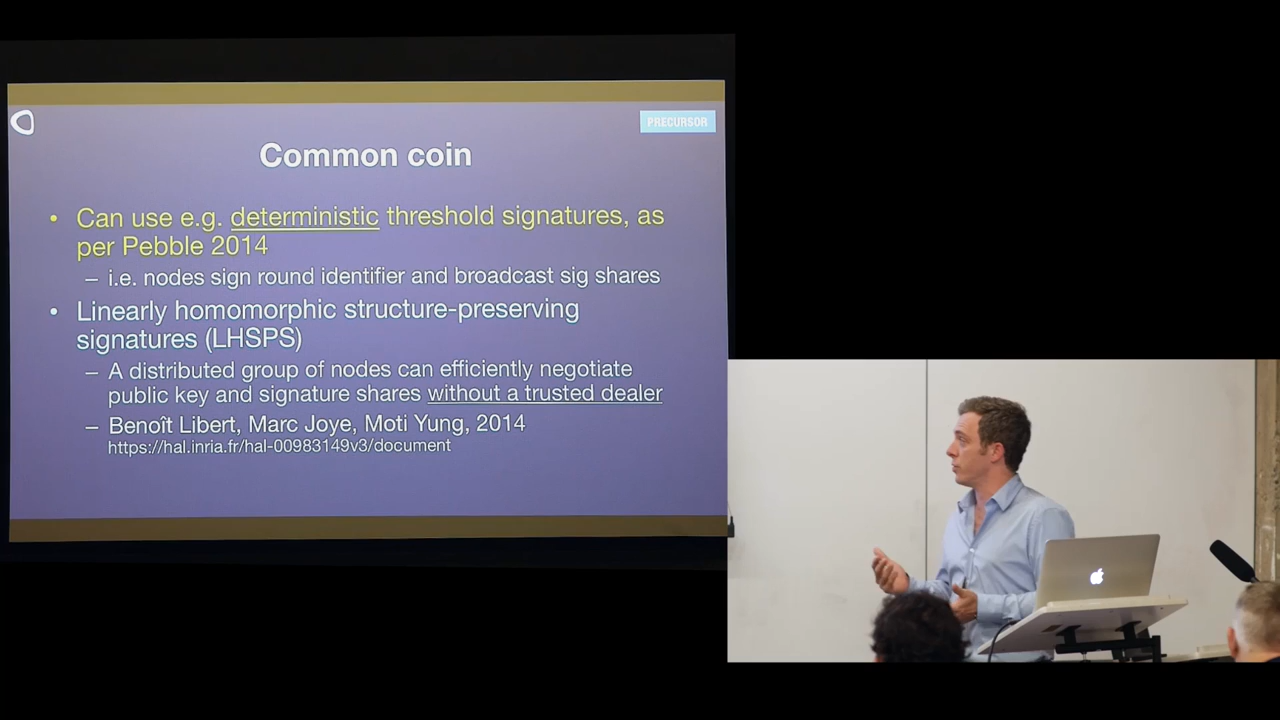 PRECURSOR
Common coin
• Can use e.g. deterministic threshold signatures, as
per Pebble 2014
– i.e. nodes sign round identifier and broadcast sig shares
• Linearly homomorphic structure-preserving
signatures (LHSPS)
– A distributed group of nodes can efficiently negotiate
public key and signature shares without a trusted dealer
– Benoît Libert, Marc Joye, Moti Yung, 2014
https://hal.inria.fr/hal-00983149v3/document